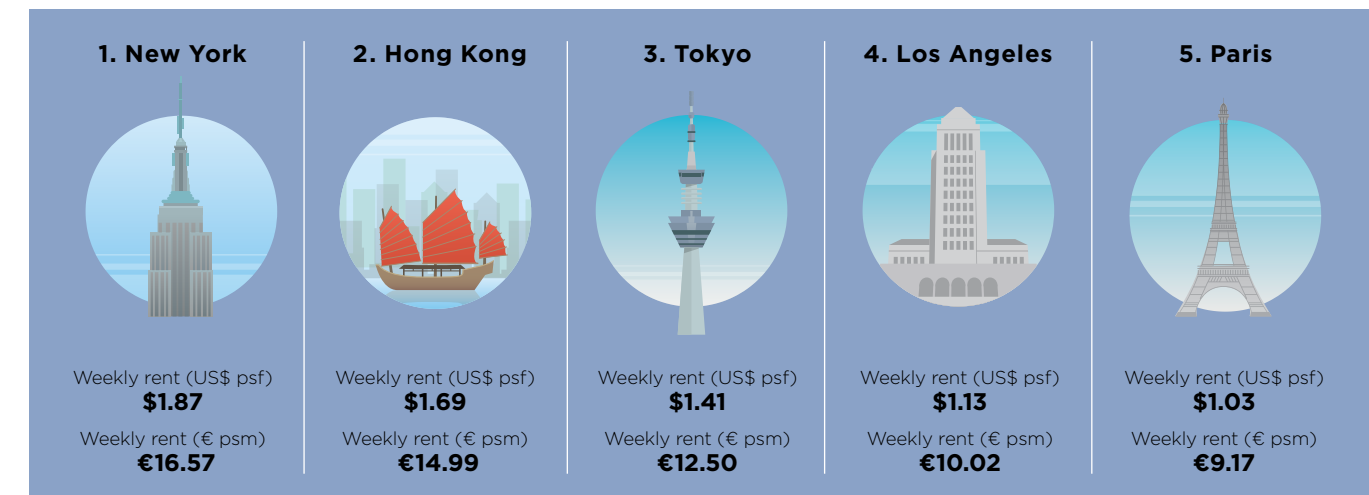 1. New York
2. Hong Kong
3. Tokyo
4. Los Angeles
5. Paris
Weekly rent (US$ psf)
$1.87
Weekly rent (€ psm)
€16.57
Weekly rent (US$ psf)
$1.69
Weekly rent (€ psm)
€14.99
Weekly rent (US$ psf)
$1.41
Weekly rent (€ psm)
€12.50
Weekly rent (US$ psf)
$1.13
Weekly rent (€ psm)
€10.02
Weekly rent (US$ psf)
$1.03
Weekly rent (€ psm)
€9.17